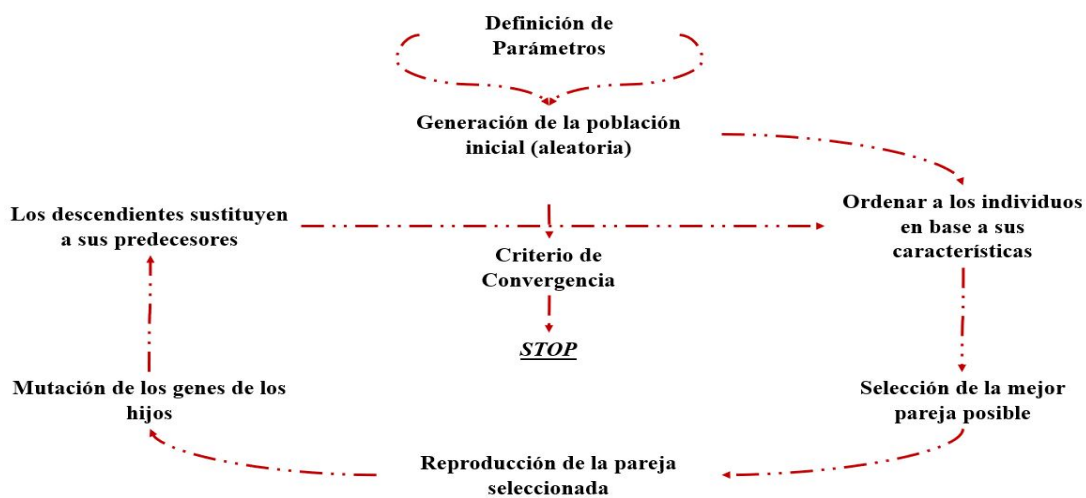 Definición de
Parámetros
Generación de la población
inicial (aleatoria)
Ordenar a los individuos
en base a sus
características
Los descendientes sustituyen
a sus predecesores
Criterio de
Convergencia
STOP
Mutación de los genes de los
hijos
Selección de la mejor
pareja posible
Reproducción de la pareja
seleccionada